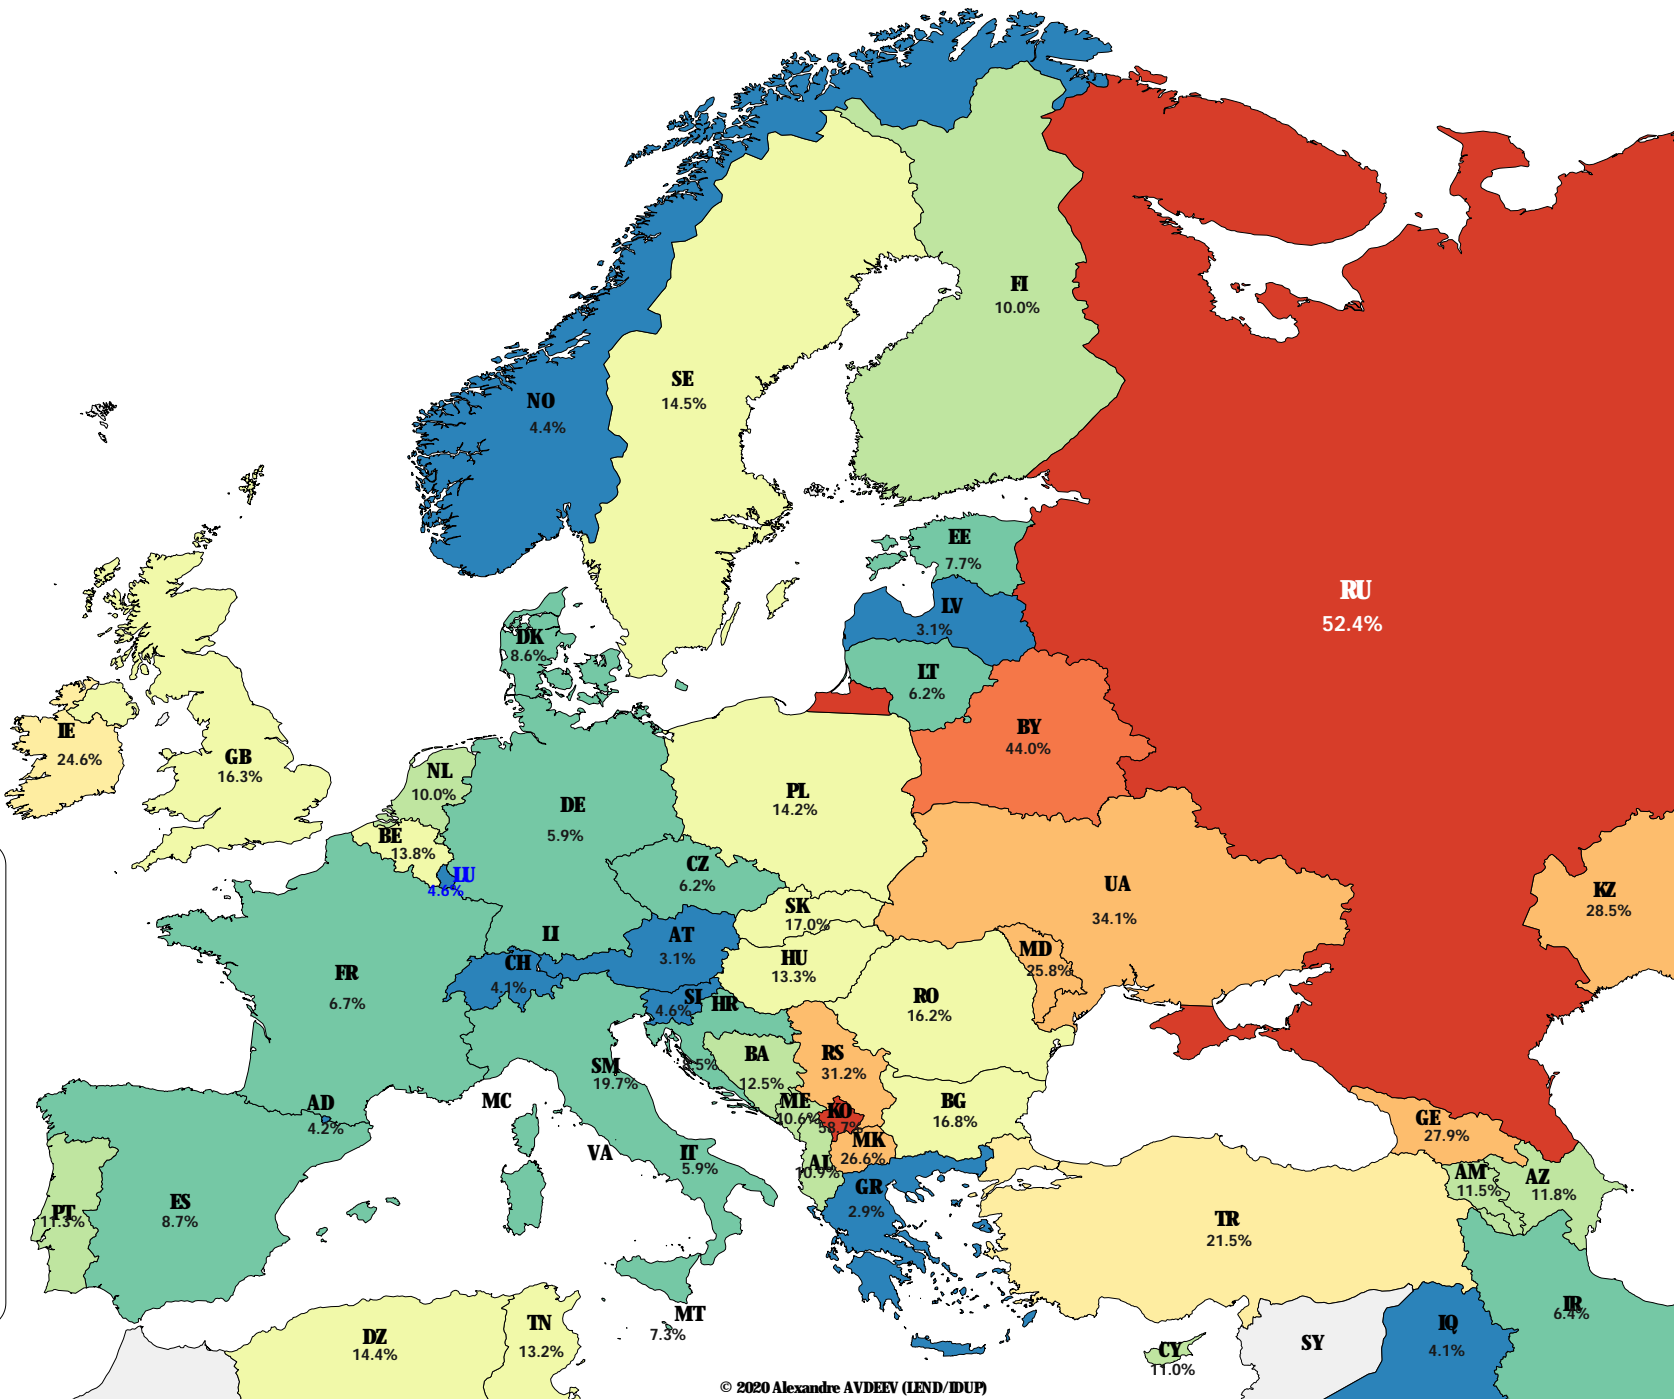 FI
10.0%
SE
14.5%
NO
4.4%
EE
7.7%
RU
52.4%
LV
3.1%
DK
8.6%
LT
6.2%
IE
24.6%
BY
44.0%
GB
16.3%
NL
10.0%
PL
14.2%
DE
5.9%
BE
13.8%
CZ
6.2%
LU
4.6%
UA
34.1%
KZ
28.5%
SK
17.0%
LI
AT
3.1%
MD
25.8%
HU
13.3%
CH
4.1%
FR
6.7%
SI
4.6%
HR
RO
16.2%
BA
12.5%
RS
31.2%
SM
19.7%
AD
4.2%
MC
ME
10.6%
KO
58.7%
BG
16.8%
GE
27.9%
MK
26.6%
VA
IT
5.9%
AL
10.9%
AM
11.5%
AZ
11.8%
GR
2.9%
ES
8.7%
PT
11.3%
TR
21.5%
MT
7.3%
IR
6.4%
TN
13.2%
DZ
14.4%
IQ
4.1%
SY
CY
11.0%
© 2020 Alexandre AVDEEV (LEND/IDUP)